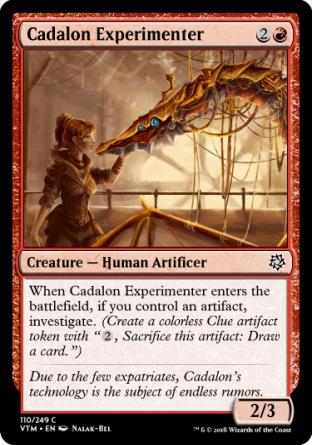 Cadalon Experimenter 2
Creature — Human Artificer
When Cadalon Experimenter enters the
battlefield, if you control an artifact,
investigate. (Create a colorless Clue artifact
token with “2, Sacrifice this artifact: Draw
a card.”)
Due to the few expatriates, Cadalon's
technology is the subject of endless rumors.
2/3
110/249 C
VTM • EN Nalak-Bel
™ & © 2018 Wizards of the Coast